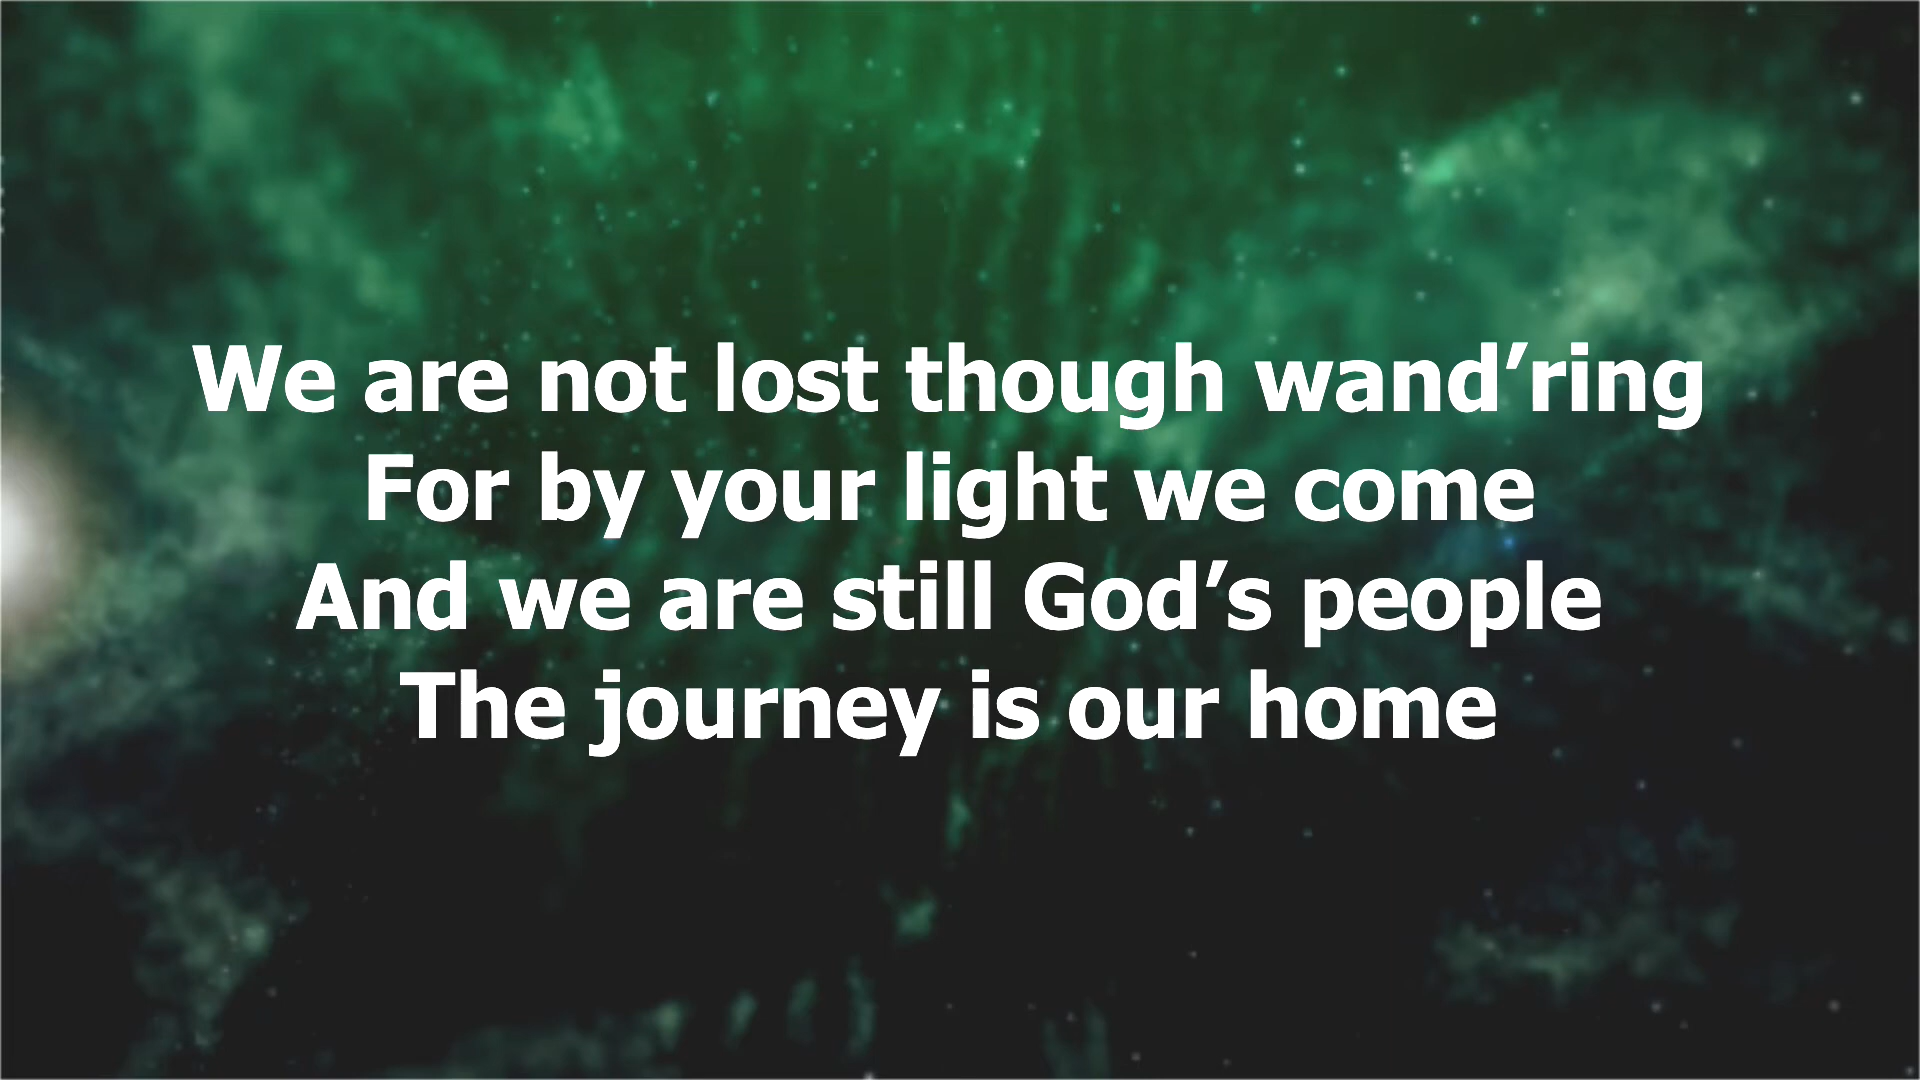 We are not lost though wand’ring
For by your light we come
And we are still God’s people
The journey is our home